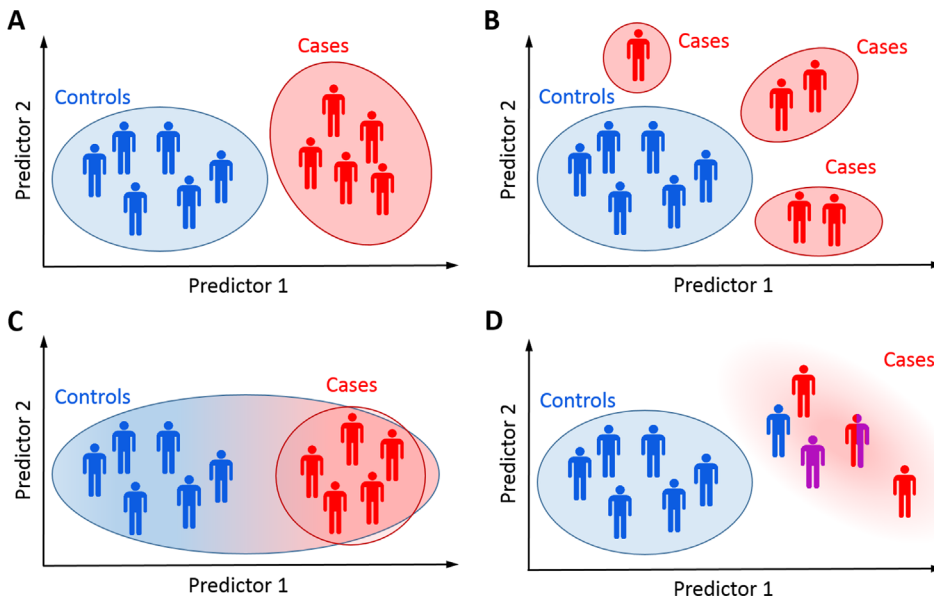 A
Cases
Controls
Predictor 2
Predictor 1
B
Cases
Cases
Controls
Cases
Predictor 2
Predictor 1
C
Cases
Controls
Predictor 2
Predictor 1
D
Cases
Controls
Predictor 2
Predictor 1